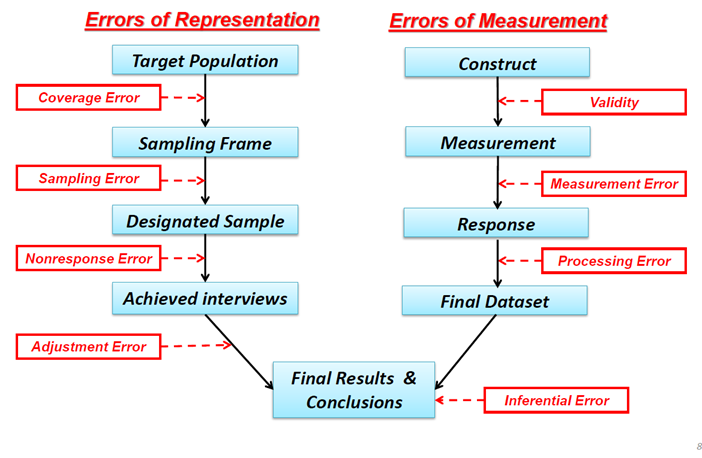 Errors of Representation
Errors of Measurement
Target Population
Coverage Error
Sampling Frame
Sampling Error
Designated Sample
Nonresponse Error
Achieved interviews
Adjustment Error
Construct
Validity
Measurement
Measurement Error
Response
Processing Error
Final Dataset
Final Results &
Conclusions
Inferential Error
8